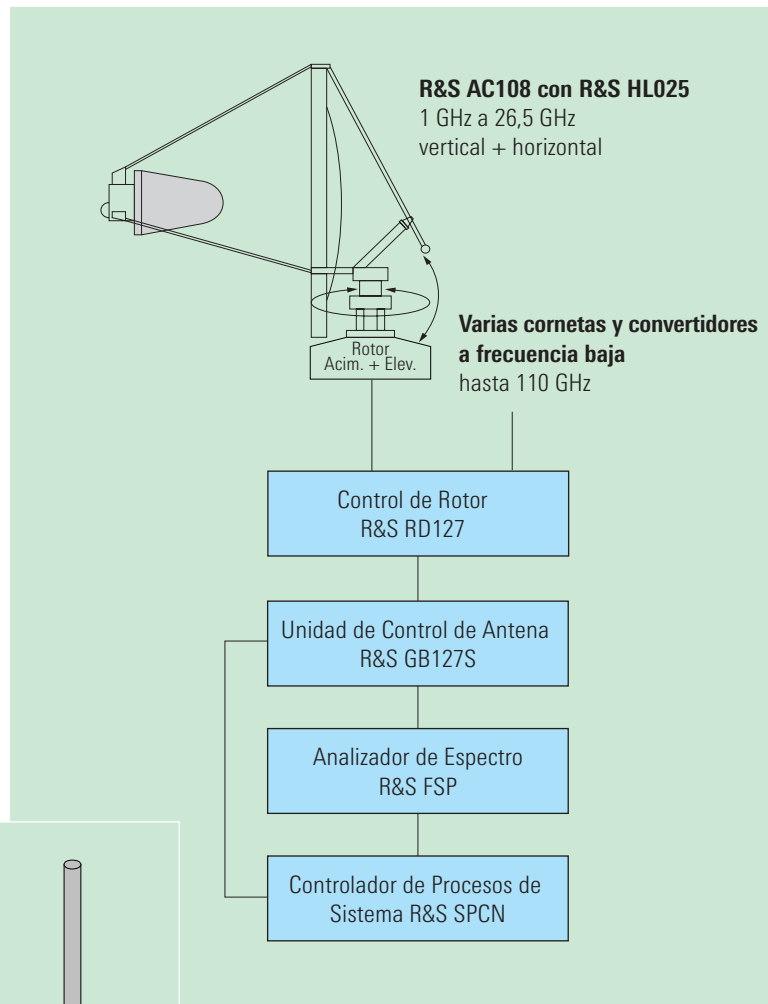 R&S AC108 con R&S HL025
1 GHz a 26,5 GHz
vertical + horizontal
Varias cornetas y convertidores
a frecuencia baja
hasta 110 GHz
Rotor
Acim. + Elev.
Control de Rotor
R&S RD127
Unidad de Control de Antena
R&S GB127S
Analizador de Espectro
R&S FSP
Controlador de Procesos de
Sistema R&S SPCN